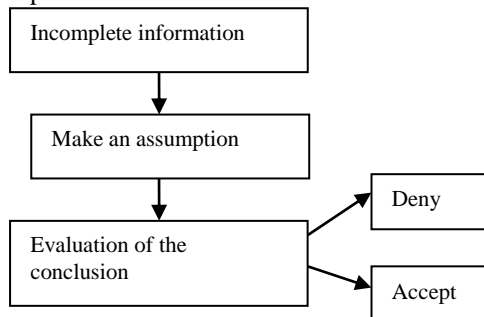 Incomplete information
Make an assumption
Evaluation of the
conclusion
Deny
Accept